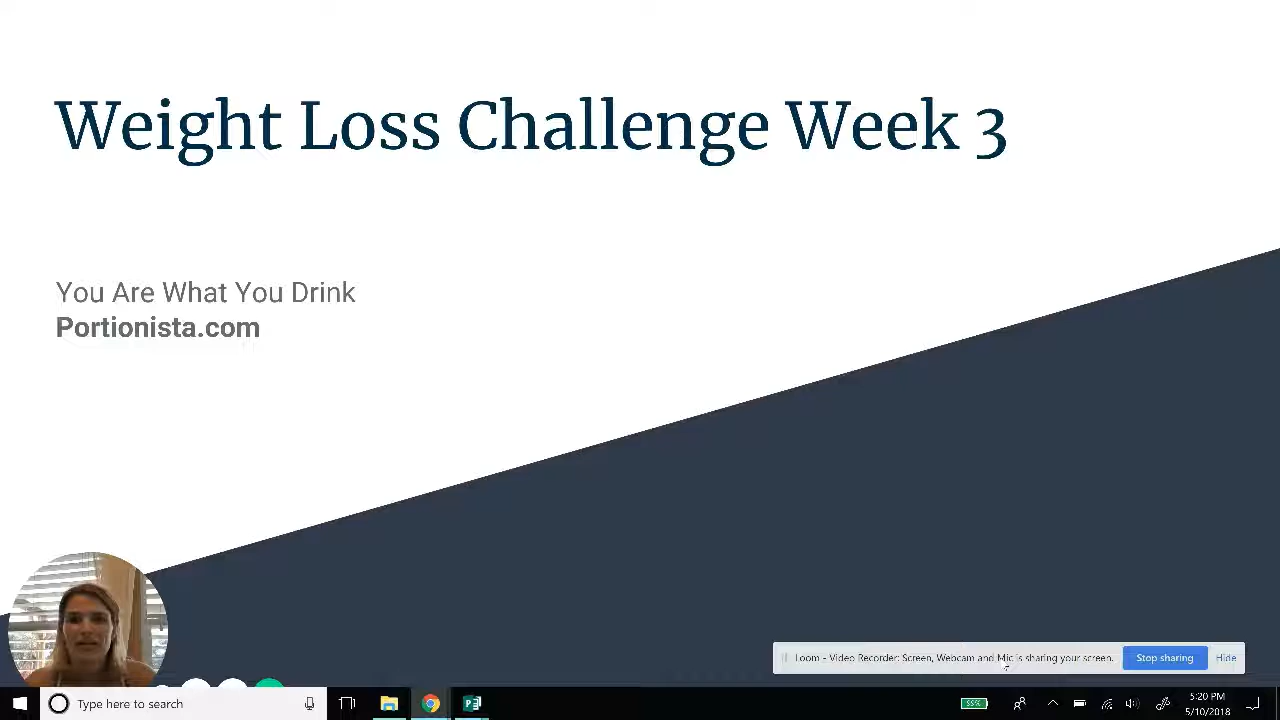 Weight Loss Challenge Week 3
You Are What You Drink
Portionista.com
Loom - Video Recorder: Screen, Webcam and Mic is sharing your screen.
Stop sharing
Hide
Type here to search
55%
5:20 PM
5/10/2018